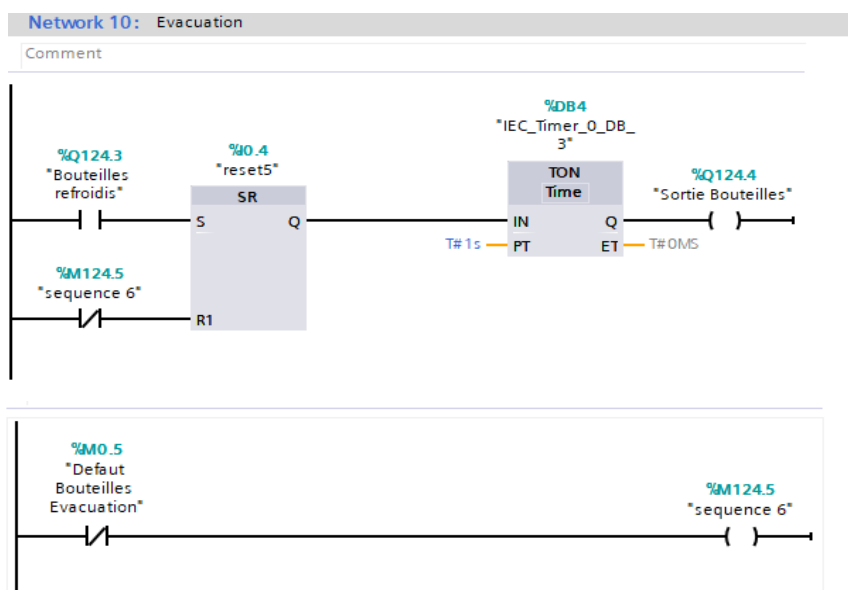 Network 10: Evacuation
Comment
%DB4
"IEC_Timer_0_DB_
3"
%Q124.3
"Bouteilles
refroidis"
%I0.4
"reset5"
SR
S Q
R1
TON
Time
IN Q
T#1s PT ET T#0MS
%Q124.4
"Sortie Bouteilles"
%M124.5
"sequence 6"
%M0.5
"Defaut
Bouteilles
Evacuation"
%M124.5
"sequence 6"